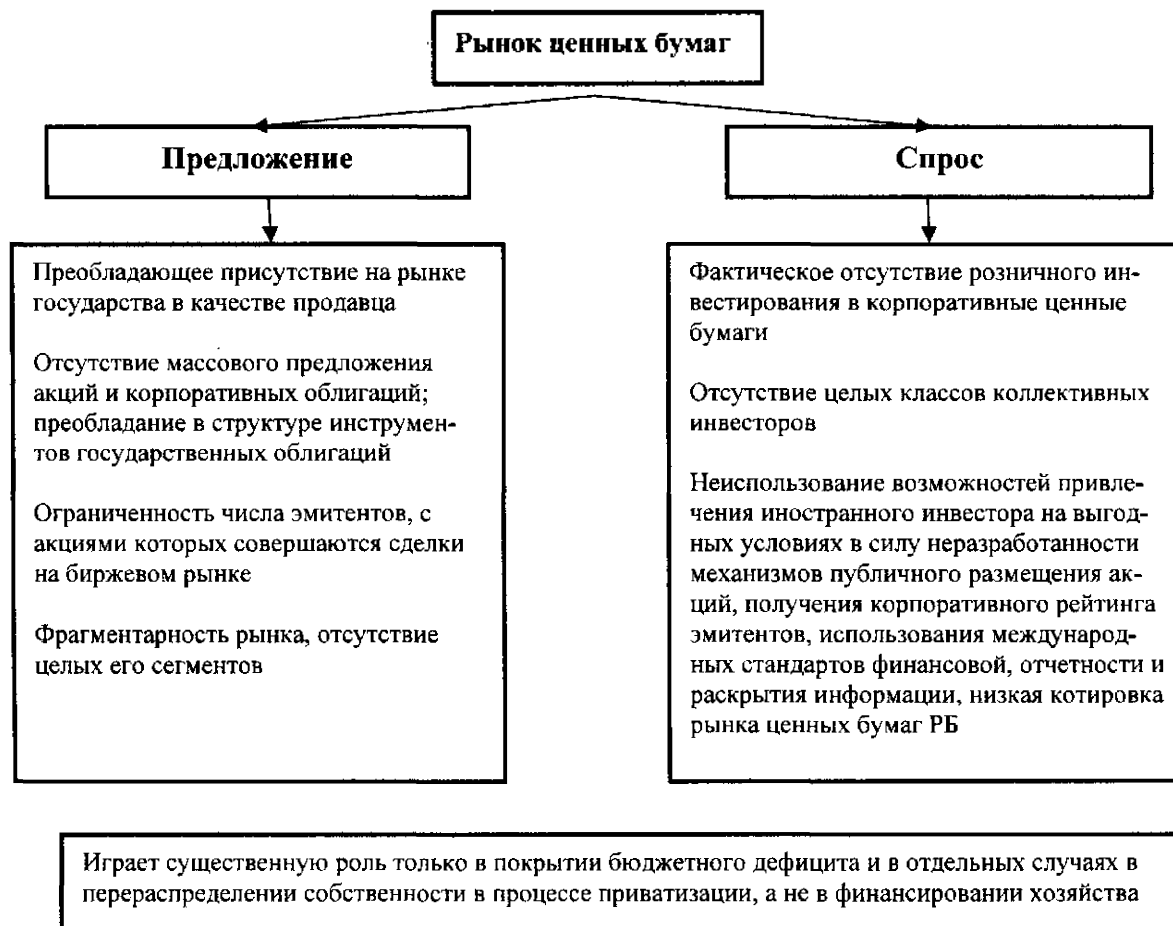 Рынок ценных бумаг
Предложение
Преобладающее присутствие на рынке
государства в качестве продавца
Отсутствие массового предложения
акций и корпоративных облигаций;
преобладание в структуре инструмен-
тов государственных облигаций
Ограниченность числа эмитентов, с
акциями которых совершаются сделки
на биржевом рынке
Фрагментарность рынка, отсутствие
целых его сегментов
Спрос
Фактическое отсутствие розничного ин-
вестирования в корпоративные ценные
бумаги
Отсутствие целых классов коллективных
инвесторов
Неиспользование возможностей привле-
чения иностранного инвестора на выгод-
ных условиях в силу неразработанности
механизмов публичного размещения ак-
ций, получения корпоративного рейтинга
эмитентов, использования международ-
ных стандартов финансовой, отчетности и
раскрытия информации, низкая котировка
рынка ценных бумаг РБ
Играет существенную роль только в покрытии бюджетного дефицита и в отдельных случаях в
перераспределении собственности в процессе приватизации, а не в финансировании хозяйства